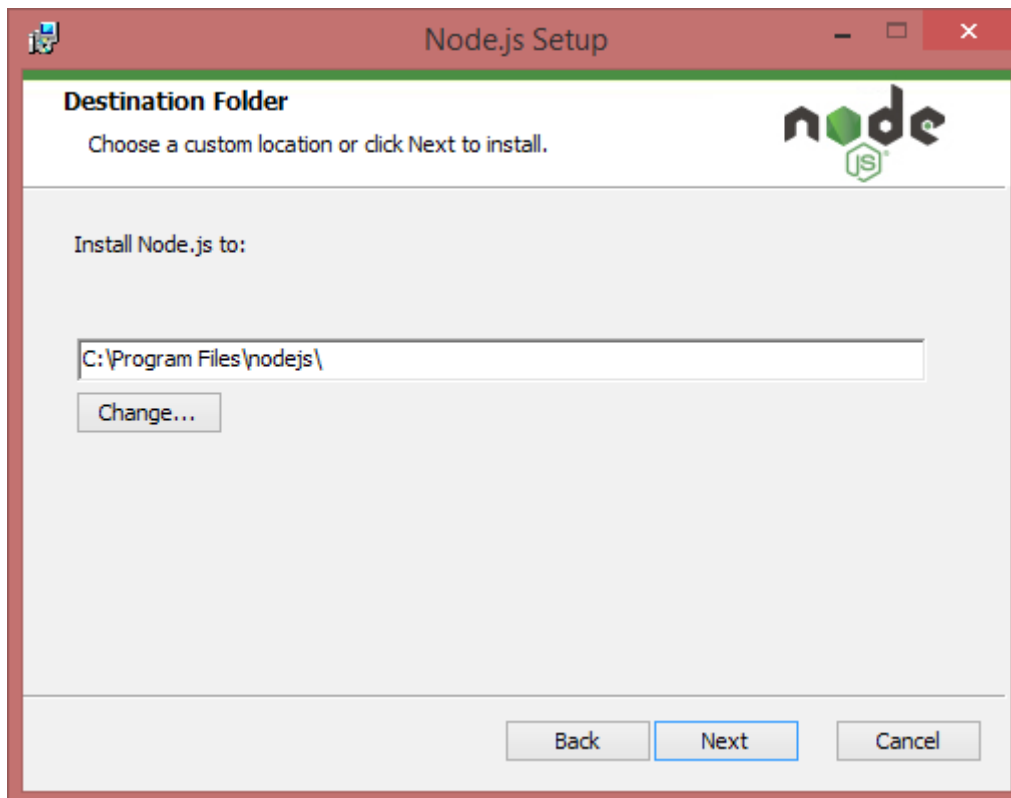 Node.js Setup
Destination Folder
Choose a custom location or click Next to install.
node
JS
Install Node.js to:
C:\Program Files\nodejs\
Change...
Back
Next
Cancel